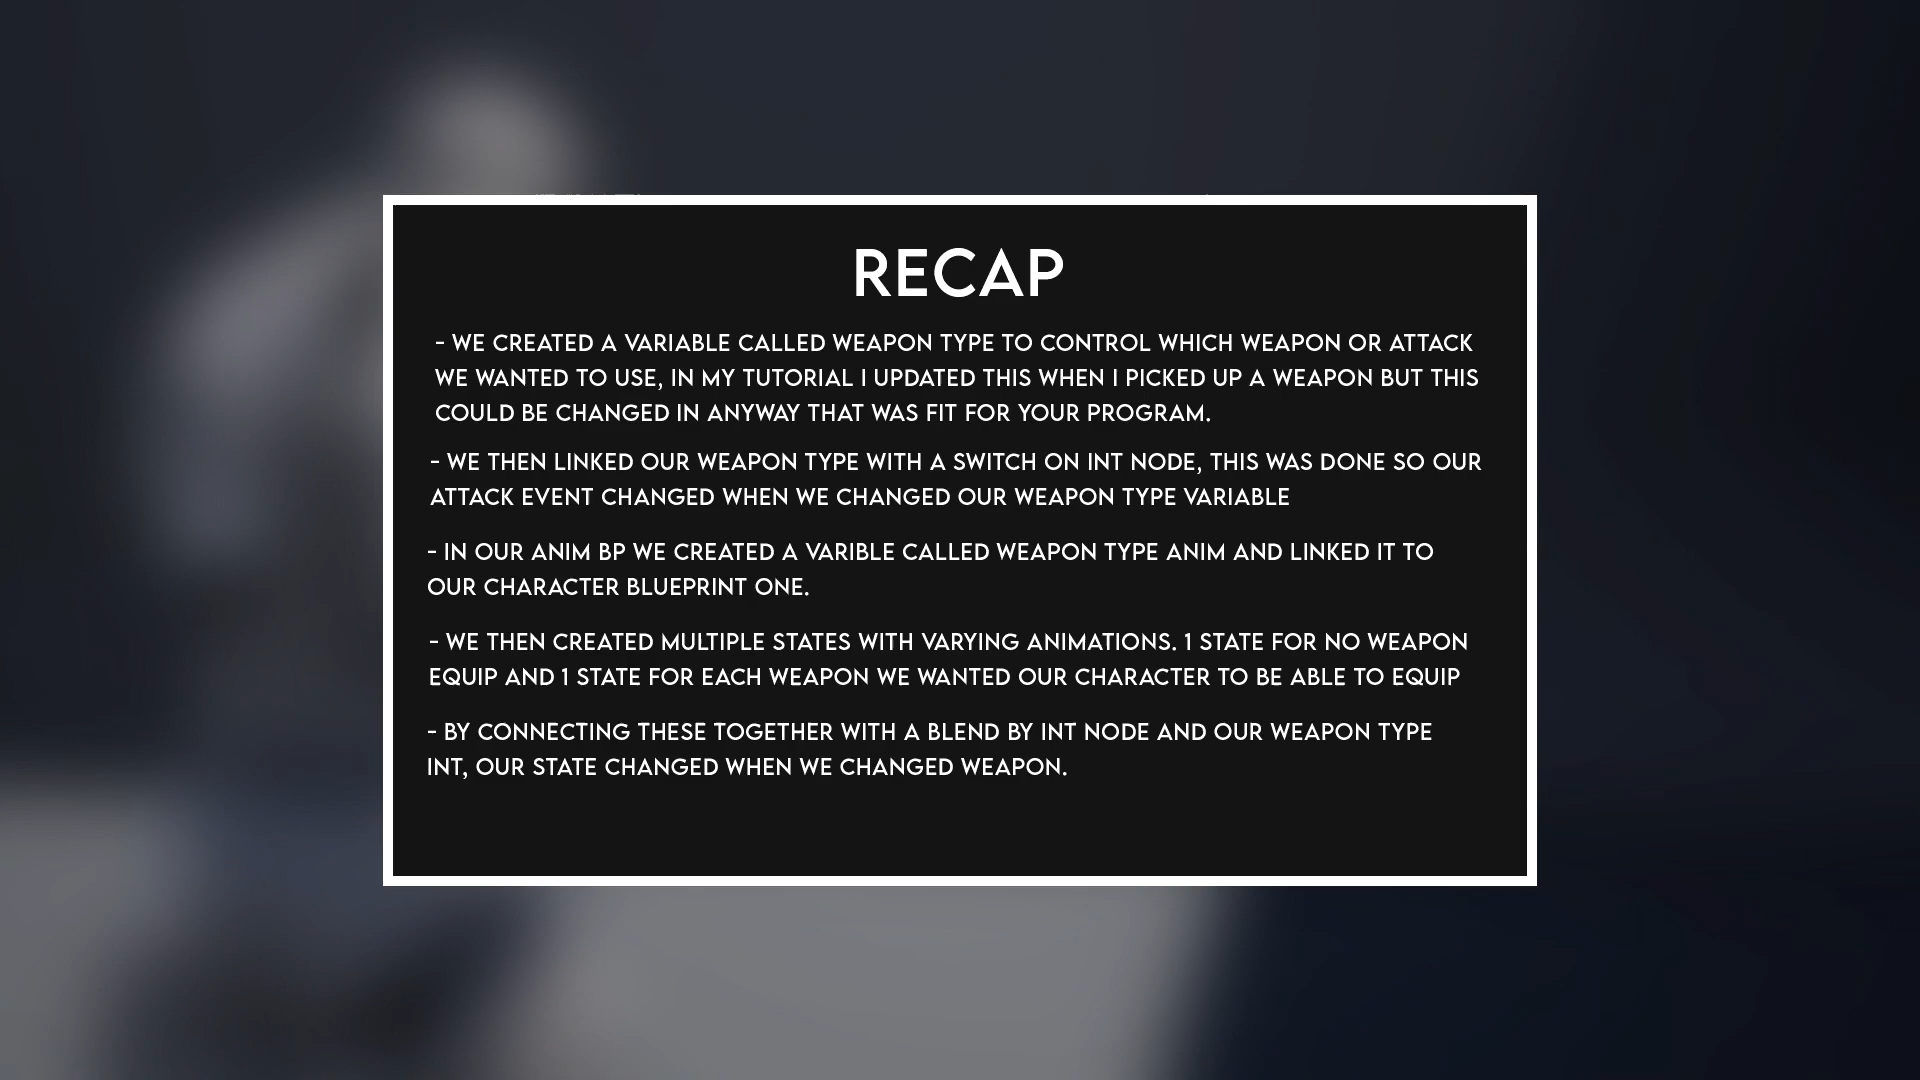 RECAP
- WE CREATED A VARIABLE CALLED WEAPON TYPE TO CONTROL WHICH WEAPON OR ATTACK
WE WANTED TO USE, IN MY TUTORIAL I UPDATED THIS WHEN I PICKED UP A WEAPON BUT THIS
COULD BE CHANGED IN ANYWAY THAT WAS FIT FOR YOUR PROGRAM.
- WE THEN LINKED OUR WEAPON TYPE WITH A SWITCH ON INT NODE, THIS WAS DONE SO OUR
ATTACK EVENT CHANGED WHEN WE CHANGED OUR WEAPON TYPE VARIABLE
- IN OUR ANIM BP WE CREATED A VARIBLE CALLED WEAPON TYPE ANIM AND LINKED IT TO
OUR CHARACTER BLUEPRINT ONE.
- WE THEN CREATED MULTIPLE STATES WITH VARYING ANIMATIONS. 1 STATE FOR NO WEAPON
EQUIP AND 1 STATE FOR EACH WEAPON WE WANTED OUR CHARACTER TO BE ABLE TO EQUIP
- BY CONNECTING THESE TOGETHER WITH A BLEND BY INT NODE AND OUR WEAPON TYPE
INT, OUR STATE CHANGED WHEN WE CHANGED WEAPON.